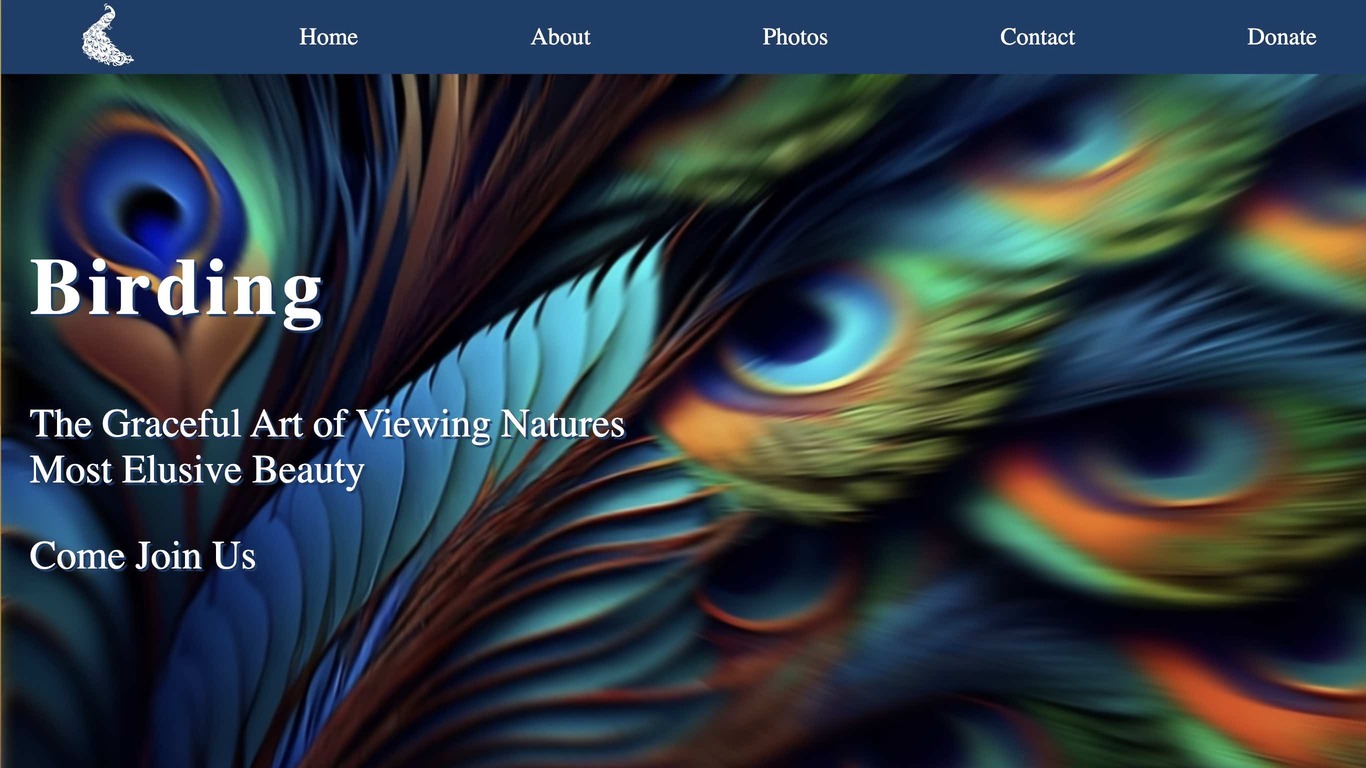 Home About Photos Contact Donate
Birding
The Graceful Art of Viewing Natures
Most Elusive Beauty
Come Join Us